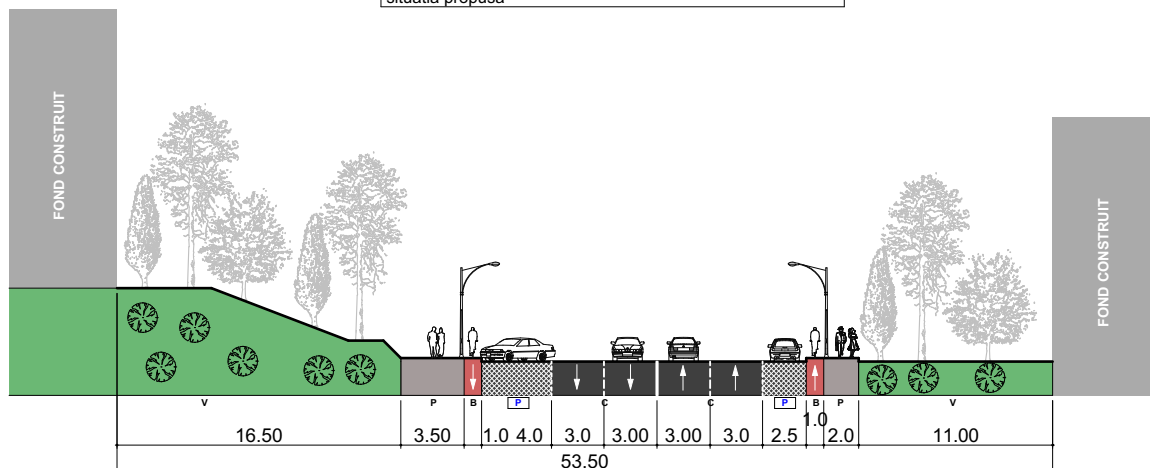 situatia propusa
FOND CONSTRUIT
FOND CONSTRUIT
V P B P C C P B P V
1.0
16.50 3.50 1.0 4.0 3.0 3.00 3.00 3.0 2.5 2.0 11.00
53.50